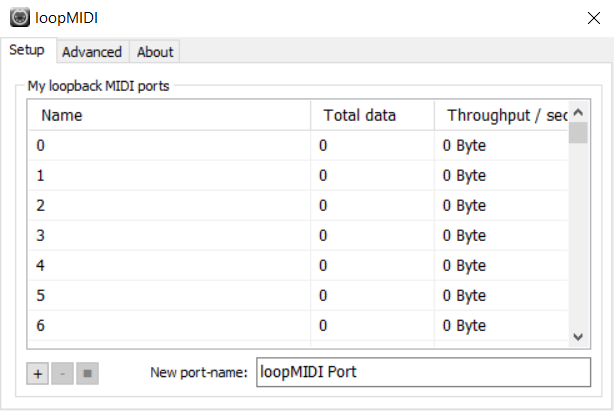 loopMIDI
Setup Advanced About
My loopback MIDI ports
Name Total data Throughput / sec
0 0 0 Byte
1 0 0 Byte
2 0 0 Byte
3 0 0 Byte
4 0 0 Byte
5 0 0 Byte
6 0 0 Byte
+ - New port-name: loopMIDI Port